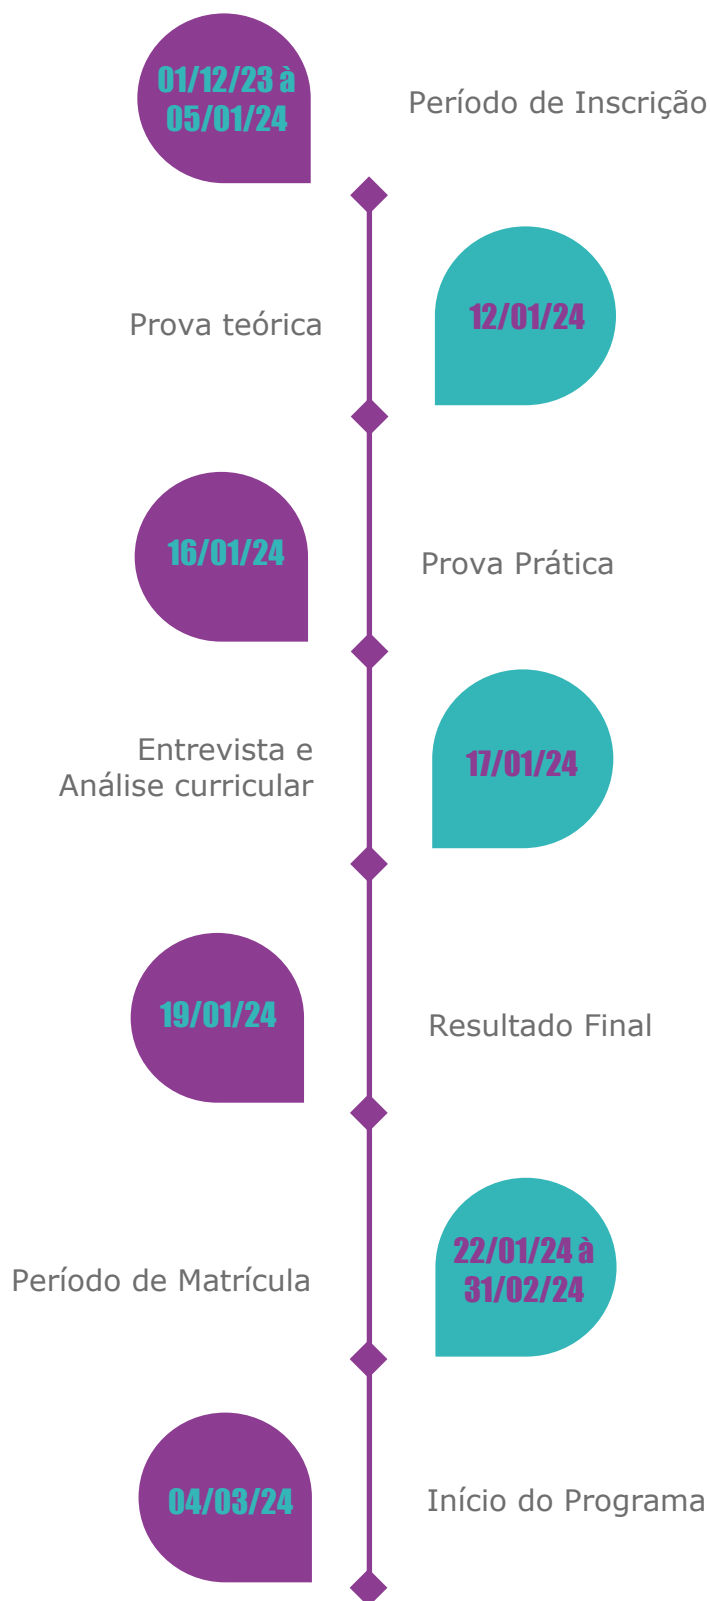 01/12/23 à
05/01/24
Período de Inscrição
Prova teórica
12/01/24
16/01/24
Prova Prática
Entrevista e
Análise curricular
17/01/24
19/01/24
Resultado Final
Período de Matrícula
22/01/24 à
31/02/24
04/03/24
Início do Programa